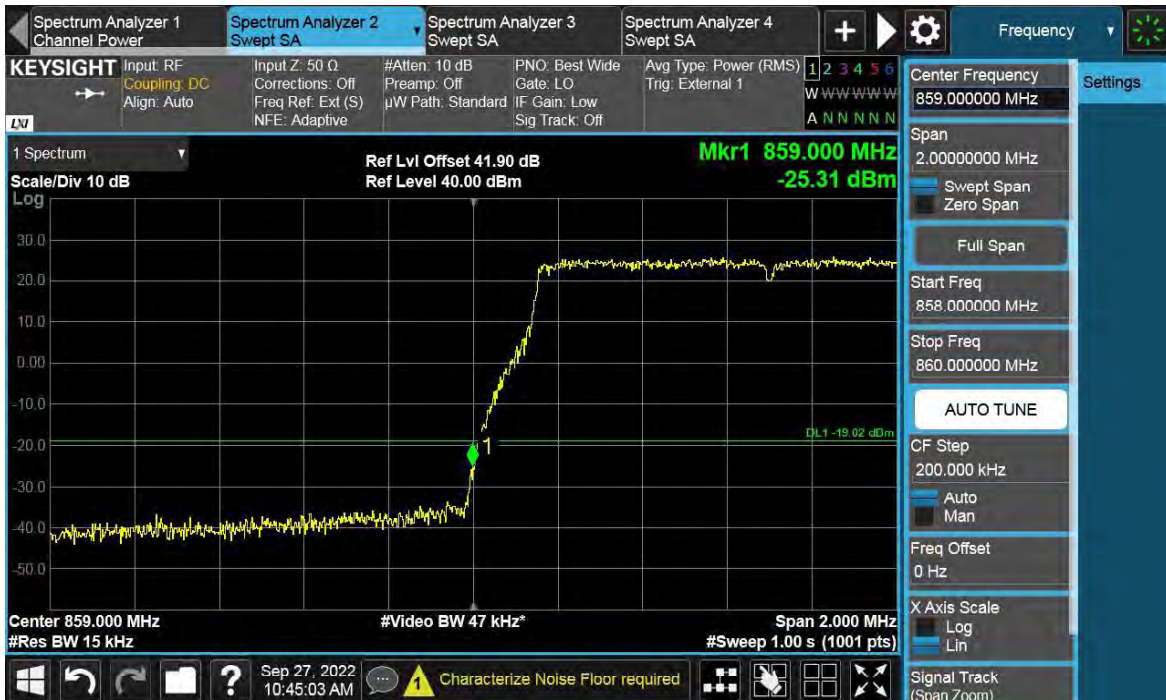 Spectrum Analyzer 1
Channel Power
Spectrum Analyzer 2
Swept SA
Spectrum Analyzer 3
Swept SA
Spectrum Analyzer 4
Swept SA
+
Frequency
KEYSIGHT
LXI
Input: RF
Coupling: DC
Align: Auto
Input Z: 50 Ω
Corrections: Off
Freq Ref: Ext (S)
NFE: Adaptive
#Atten: 10 dB
Preamp: Off
µW Path: Standard
PNO: Best Wide
Gate: LO
IF Gain: Low
Sig Track: Off
Avg Type: Power (RMS)
Trig: External 1
1 2 3 4 5 6
W W W W W W
A N N N N N
1 Spectrum
Scale/Div 10 dB
Log
Ref Lvl Offset 41.90 dB
Ref Level 40.00 dBm
Mkr1 859.000 MHz
-25.31 dBm
30.0
20.0
10.0
0.00
-10.0
-20.0
-30.0
-40.0
-50.0
1
DL1 -19.02 dBm
Center 859.000 MHz
#Res BW 15 kHz
#Video BW 47 kHz*
Span 2.000 MHz
#Sweep 1.00 s (1001 pts)
Center Frequency
859.000000 MHz
Span
2.00000000 MHz
Swept Span
Zero Span
Full Span
Start Freq
858.000000 MHz
Stop Freq
860.000000 MHz
AUTO TUNE
CF Step
200.000 kHz
Auto
Man
Freq Offset
0 Hz
X Axis Scale
Log
Lin
Signal Track
(Span Zoom)
Settings
?
Sep 27, 2022
10:45:03 AM
1
Characterize Noise Floor required